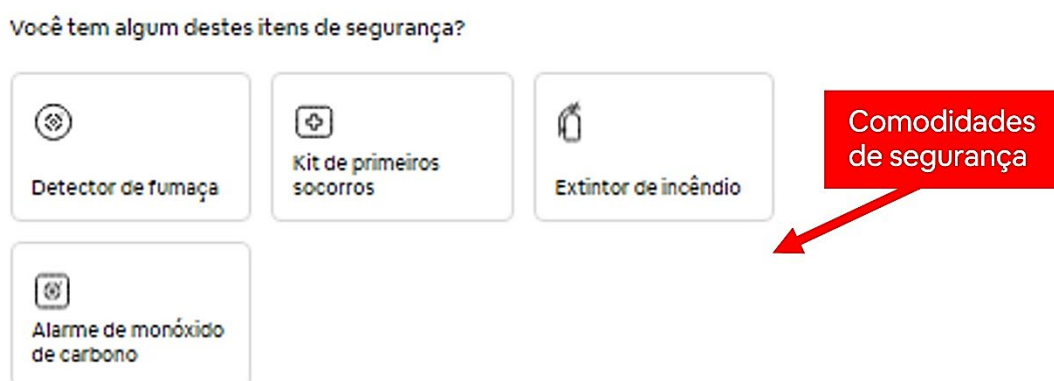 Você tem algum destes itens de segurança?
Detector de fumaça
Kit de primeiros
socorros
Extintor de incêndio
Comodidades
de segurança
Alarme de monóxido
de carbono